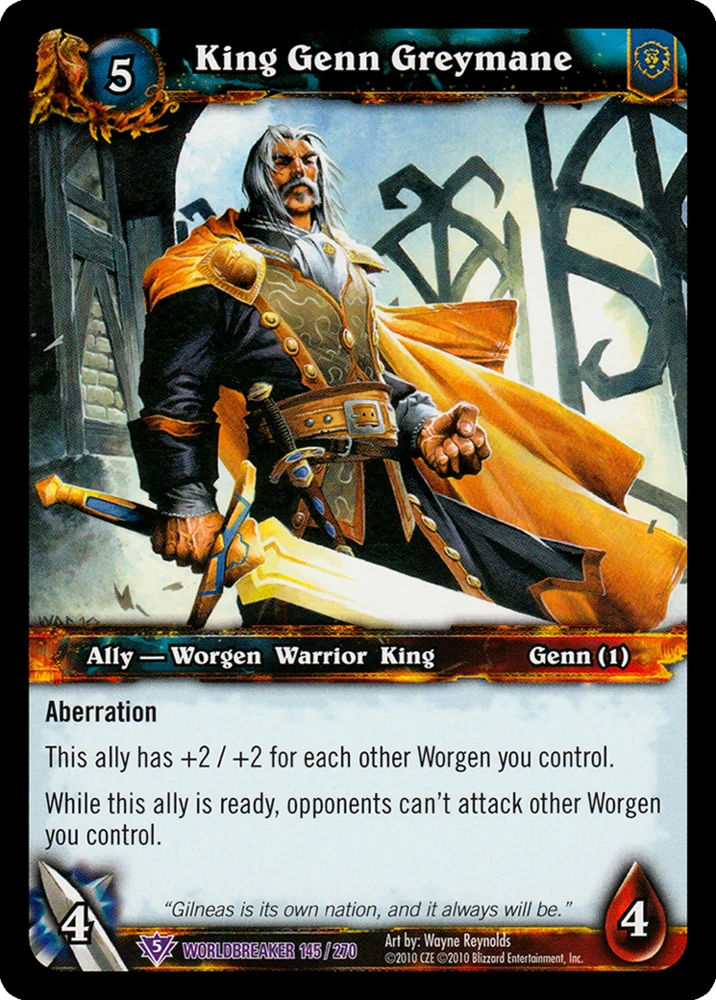 5
King Genn Greymane
Ally — Worgen Warrior King
Genn (1)
Aberration
This ally has +2 / +2 for each other Worgen you control.
While this ally is ready, opponents can't attack other Worgen
you control.
"Gilneas is its own nation, and it always will be."
4
5
WORLDBREAKER 145 / 270
Art by: Wayne Reynolds
©2010 CZE ©2010 Blizzard Entertainment, Inc.
4